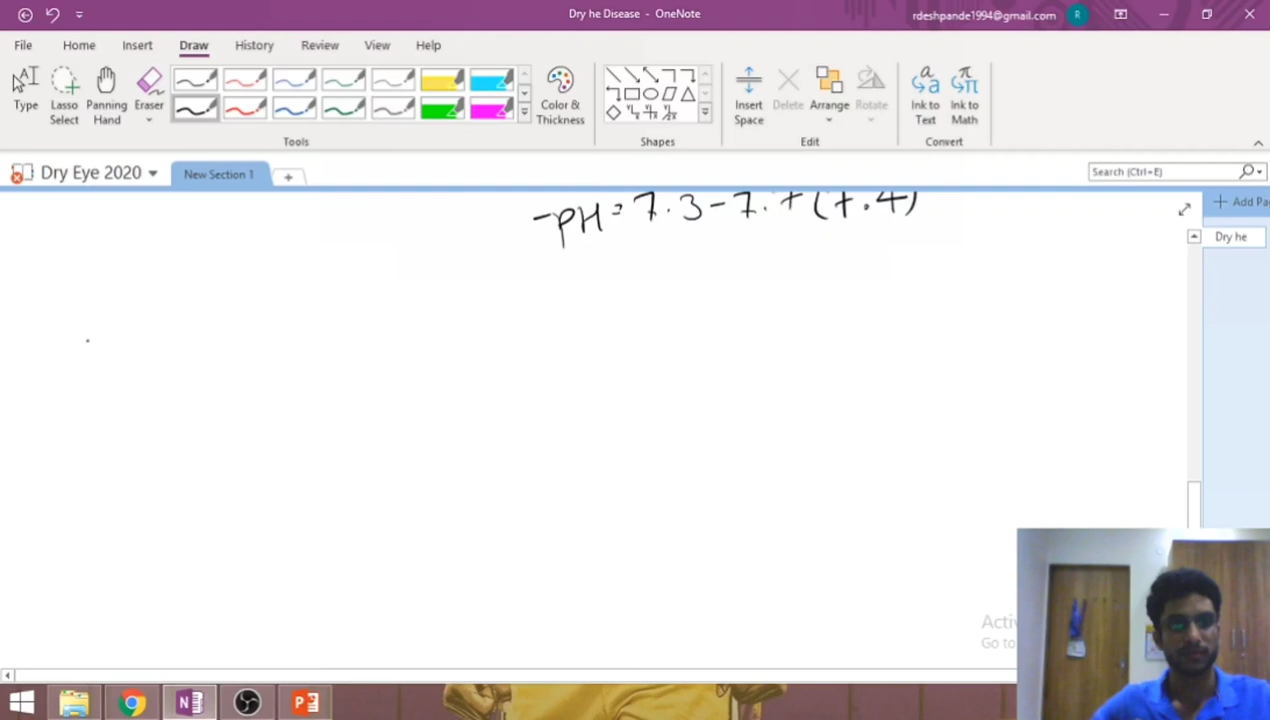 Dry he Disease - OneNote
rdeshpande1994@gmail.com
R
File Home Insert Draw History Review View Help
Type
Lasso Select
Panning Hand
Eraser
Color & Thickness
Insert Space
Delete
Arrange
Rotate
Ink to Text
Ink to Math
Tools
Shapes
Edit
Convert
Dry Eye 2020
New Section 1
Search (Ctrl+E)
-pH = 7.3 - 7.7 (7.4)
Add Pa
Dry he
Activ
Go to